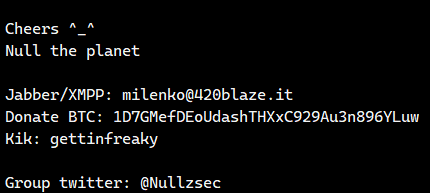 Cheers ^_^
Null the planet
Jabber/XMPP: milenko@420blaze.it
Donate BTC: 1D7GMefDEoUdashTHXxC929Au3n896YLuw
Kik: gettinfreaky
Group twitter: @Nullzsec